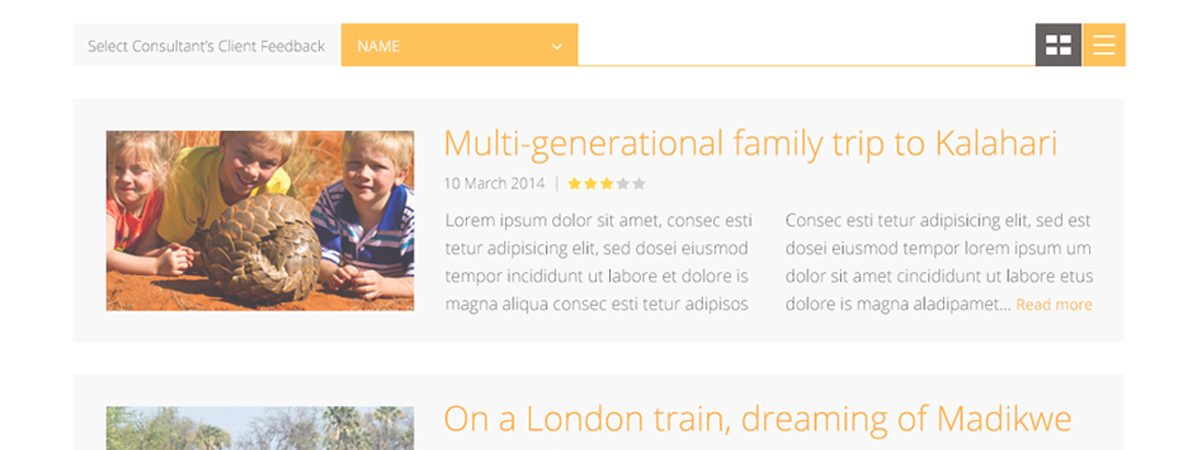 Select Consultant's Client Feedback
NAME
Multi-generational family trip to Kalahari
10 March 2014 |
Lorem ipsum dolor sit amet, consec esti
tetur adipisicing elit, sed dosei eiusmod
tempor incididunt ut labore et dolore is
magna aliqua consec esti tetur adipisos
Consec esti tetur adipisicing elit, sed est
dosei eiusmod tempor lorem ipsum um
dolor sit amet cincididunt ut labore etus
dolore is magna aladipamet... Read more
On a London train, dreaming of Madikwe